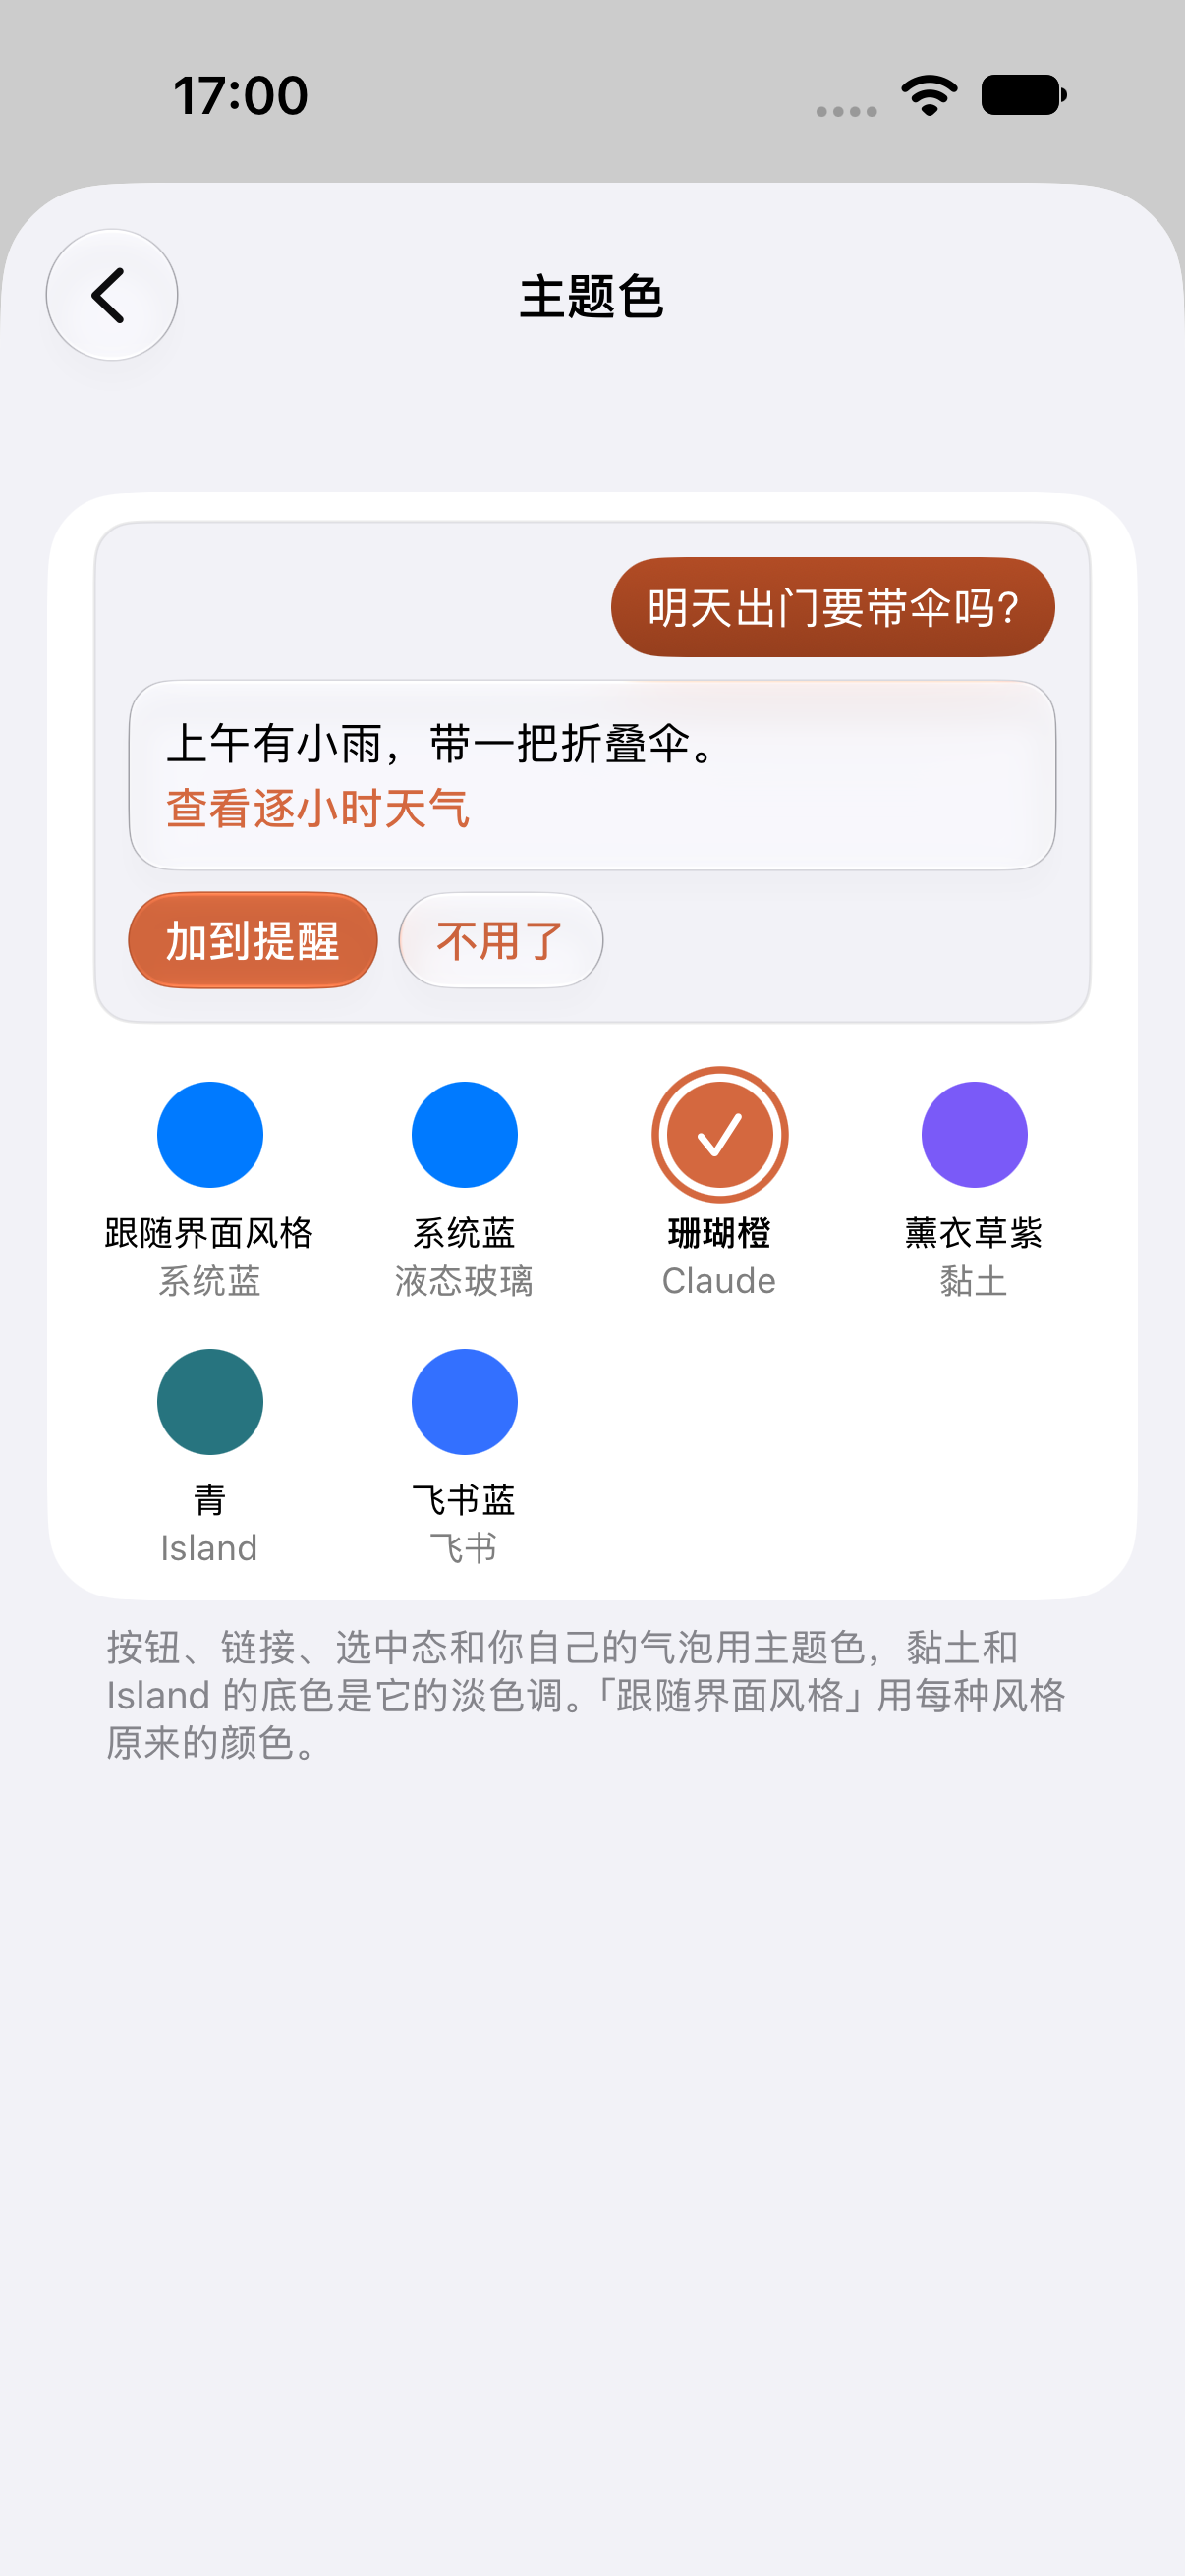 17:00
主题色
明天出门要带伞吗?
上午有小雨，带一把折叠伞。
查看逐小时天气
加到提醒 不用了
跟随界面风格 系统蓝 珊瑚橙 薰衣草紫
系统蓝 液态玻璃 Claude 黏土
青 飞书蓝
Island 飞书
按钮、链接、选中态和你自己的气泡用主题色，黏土和
Island 的底色是它的淡色调。「跟随界面风格」用每种风格
原来的颜色。